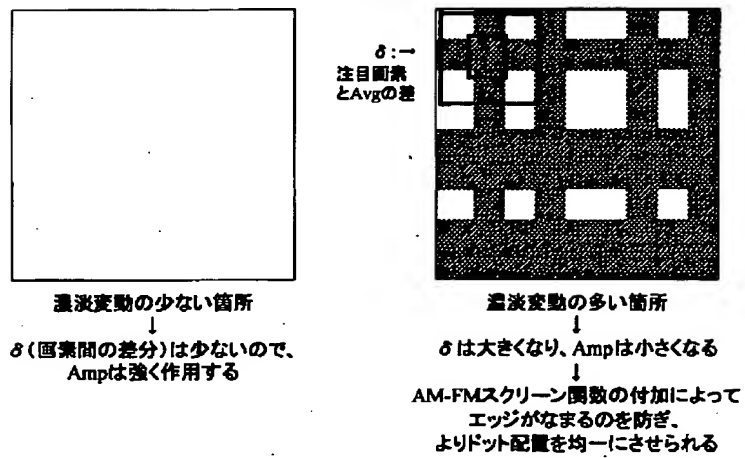 δ:→
注目画素
とAvgの差
濃淡変動の少ない箇所
↓
δ(画素間の差分)は少ないので、
Ampは強く作用する
濃淡変動の多い箇所
↓
δは大きくなり、Ampは小さくなる
↓
AM-FMスクリーン関数の付加によって
エッジがなまるのを防ぎ、
よりドット配置を均一にさせられる